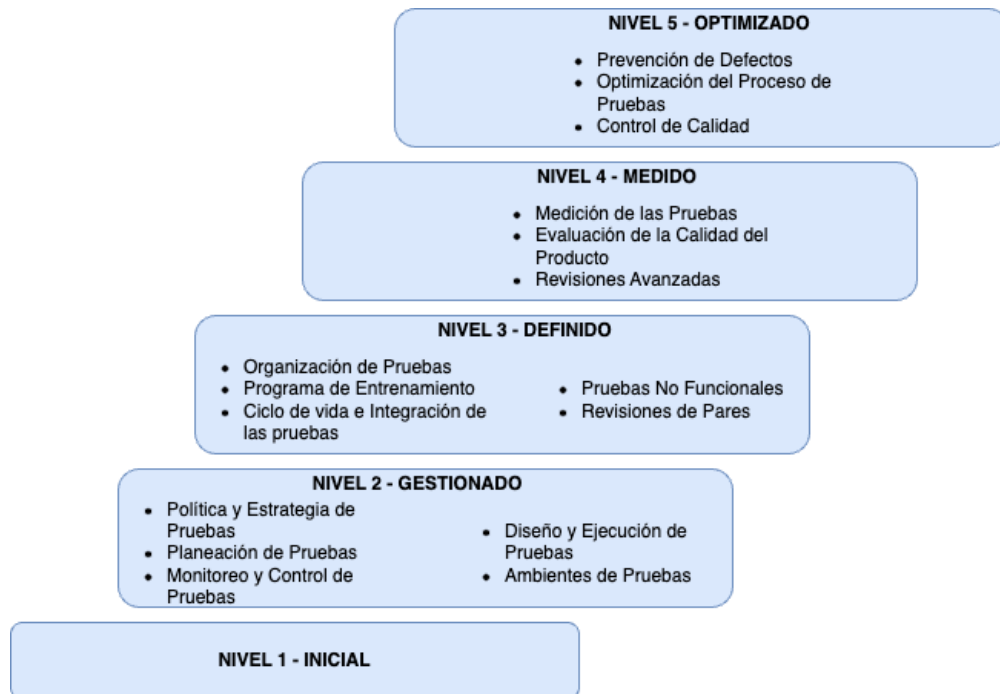 NIVEL 5 - OPTIMIZADO
• Prevención de Defectos
• Optimización del Proceso de
Pruebas
• Control de Calidad
NIVEL 4 - MEDIDO
• Medición de las Pruebas
• Evaluación de la Calidad del
Producto
• Revisiones Avanzadas
NIVEL 3 - DEFINIDO
• Organización de Pruebas
• Programa de Entrenamiento
• Ciclo de vida e Integración de
las pruebas
• Pruebas No Funcionales
• Revisiones de Pares
NIVEL 2 - GESTIONADO
• Política y Estrategia de
Pruebas
• Planeación de Pruebas
• Monitoreo y Control de
Pruebas
• Diseño y Ejecución de
Pruebas
• Ambientes de Pruebas
NIVEL 1 - INICIAL